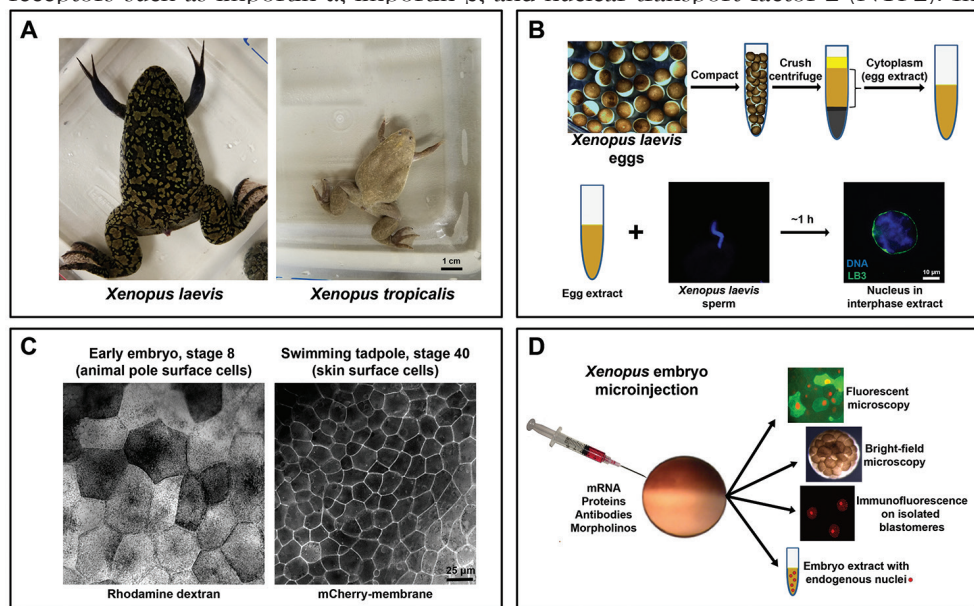 A
Xenopus laevis
Xenopus tropicalis
1 cm
B
Xenopus laevis
eggs
Compact
Crush
centrifuge
Cytoplasm
(egg extract)
Egg extract
+
Xenopus laevis
sperm
~1 h
DNA
LB3
10 µm
Nucleus in
interphase extract
C
Early embryo, stage 8
(animal pole surface cells)
Swimming tadpole, stage 40
(skin surface cells)
25 µm
Rhodamine dextran
mCherry-membrane
D
Xenopus embryo
microinjection
mRNA
Proteins
Antibodies
Morpholinos
Fluorescent
microscopy
Bright-field
microscopy
Immunofluorescence
on isolated
blastomeres
Embryo extract with
endogenous nuclei